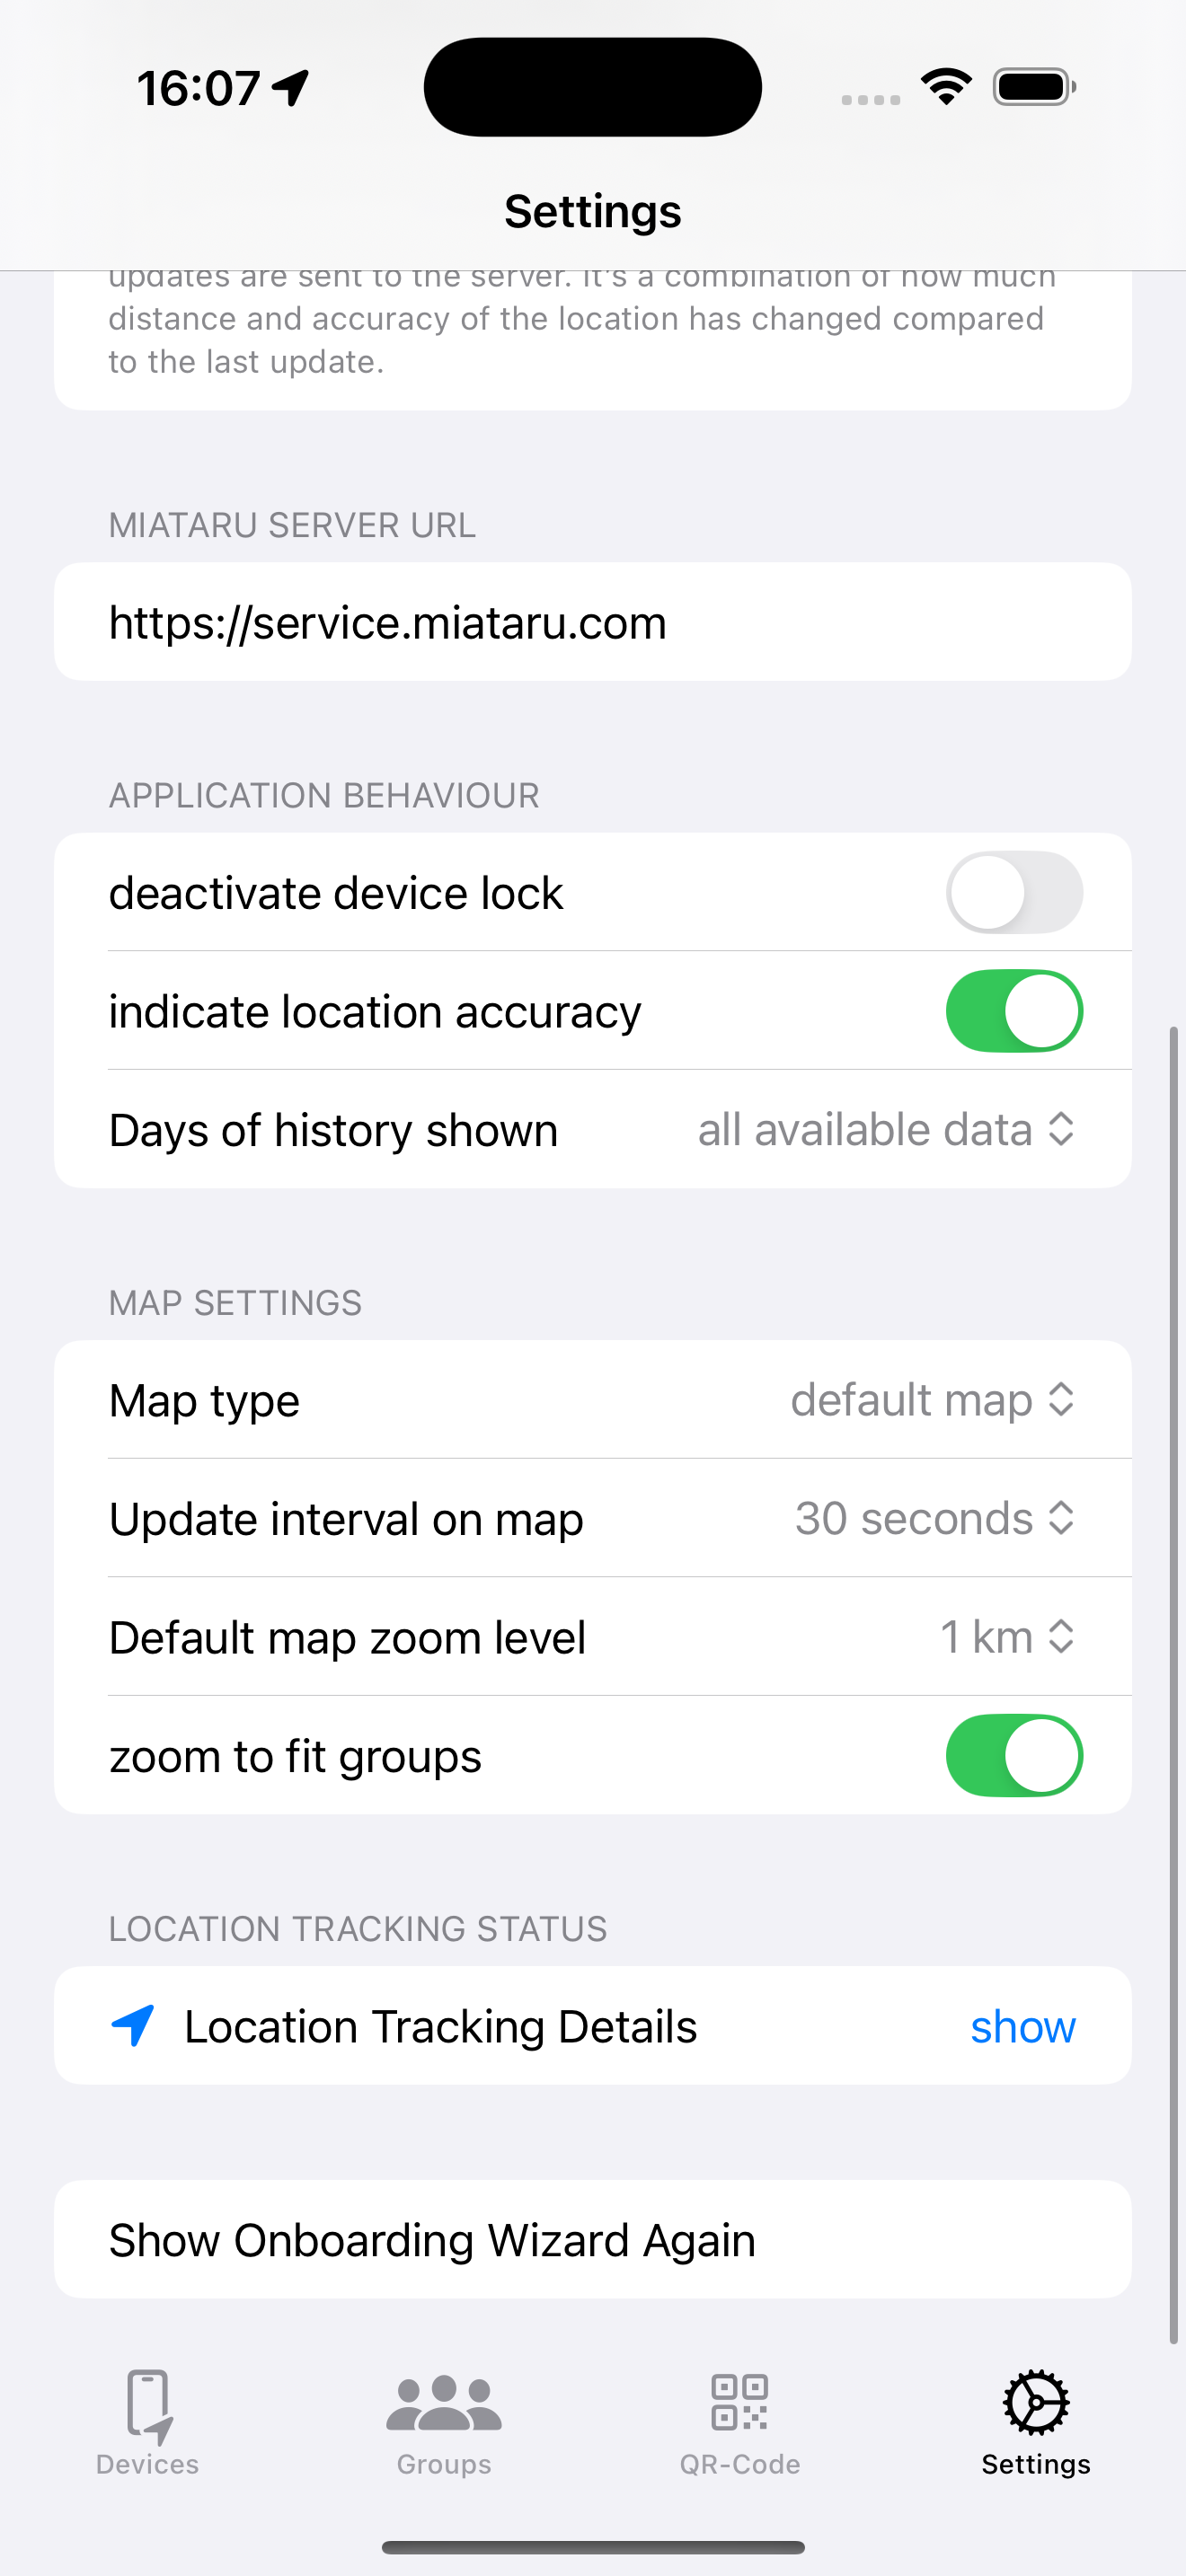 16:07
Settings
updates are sent to the server. It's a combination of how much
distance and accuracy of the location has changed compared
to the last update.
MIATARU SERVER URL
https://service.miataru.com
APPLICATION BEHAVIOUR
deactivate device lock
indicate location accuracy
Days of history shown all available data
MAP SETTINGS
Map type default map
Update interval on map 30 seconds
Default map zoom level 1 km
zoom to fit groups
LOCATION TRACKING STATUS
Location Tracking Details show
Show Onboarding Wizard Again
Devices Groups QR-Code Settings